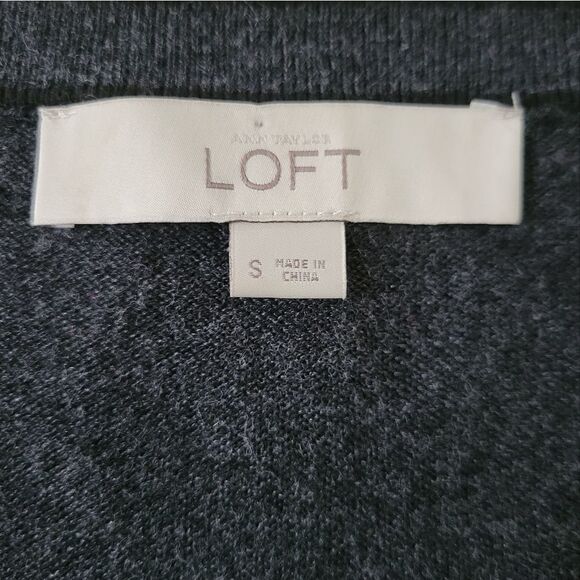 ANN TAYLOR
LOFT
S
MADE IN
CHINA